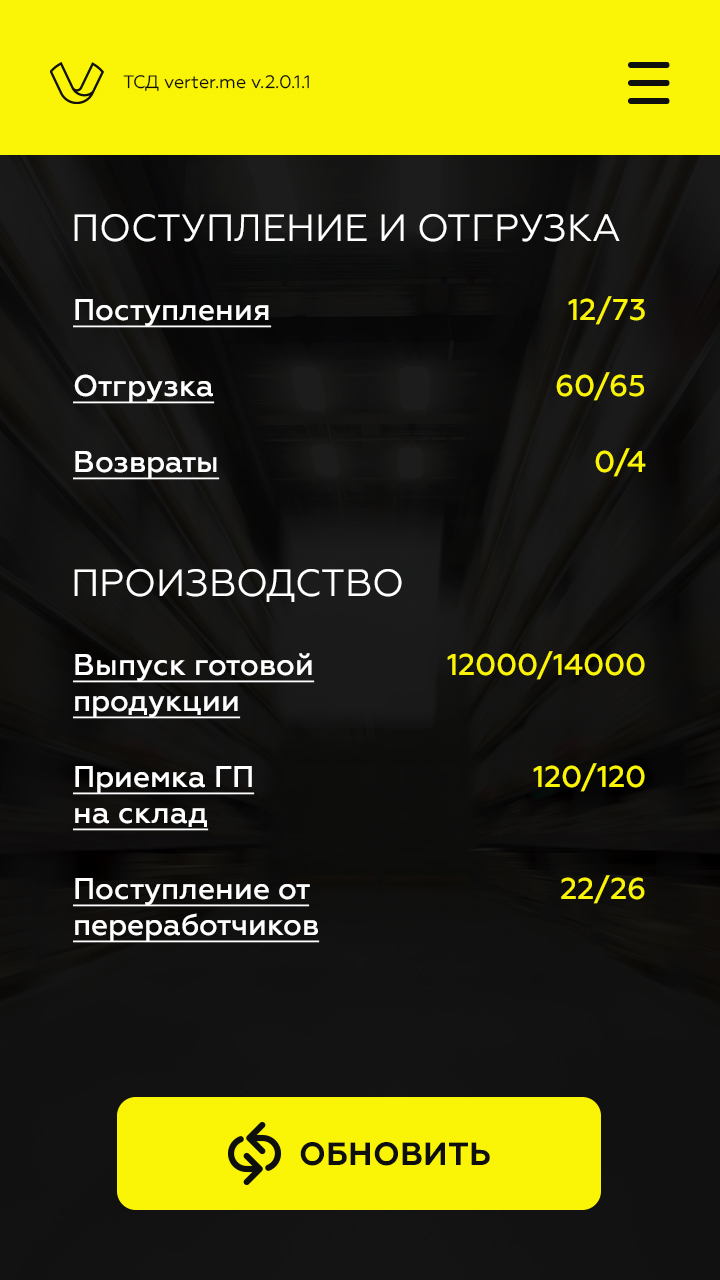 ТСД verter.me v.2.0.1.1
ПОСТУПЛЕНИЕ И ОТГРУЗКА
Поступления 12/73
Отгрузка 60/65
Возвраты 0/4
ПРОИЗВОДСТВО
Выпуск готовой 12000/14000
продукции
Приемка ГП 120/120
на склад
Поступление от 22/26
переработчиков
ОБНОВИТЬ